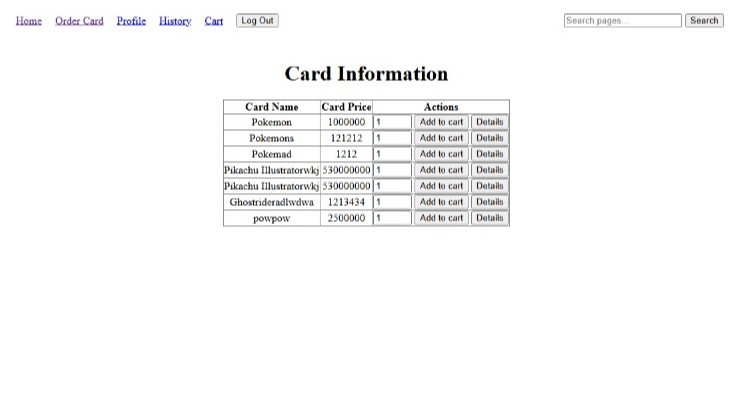 Home Order Card Profile History Cart Log Out Search pages... Search
Card Information
Card Name Card Price Actions
Pokemon 1000000 1 Add to cart Details
Pokemons 121212 1 Add to cart Details
Pokemad 1212 1 Add to cart Details
Pikachu Illustratorwkj 530000000 1 Add to cart Details
Pikachu Illustratorwkj 530000000 1 Add to cart Details
Ghostrideradlwdwa 1213434 1 Add to cart Details
powpow 2500000 1 Add to cart Details